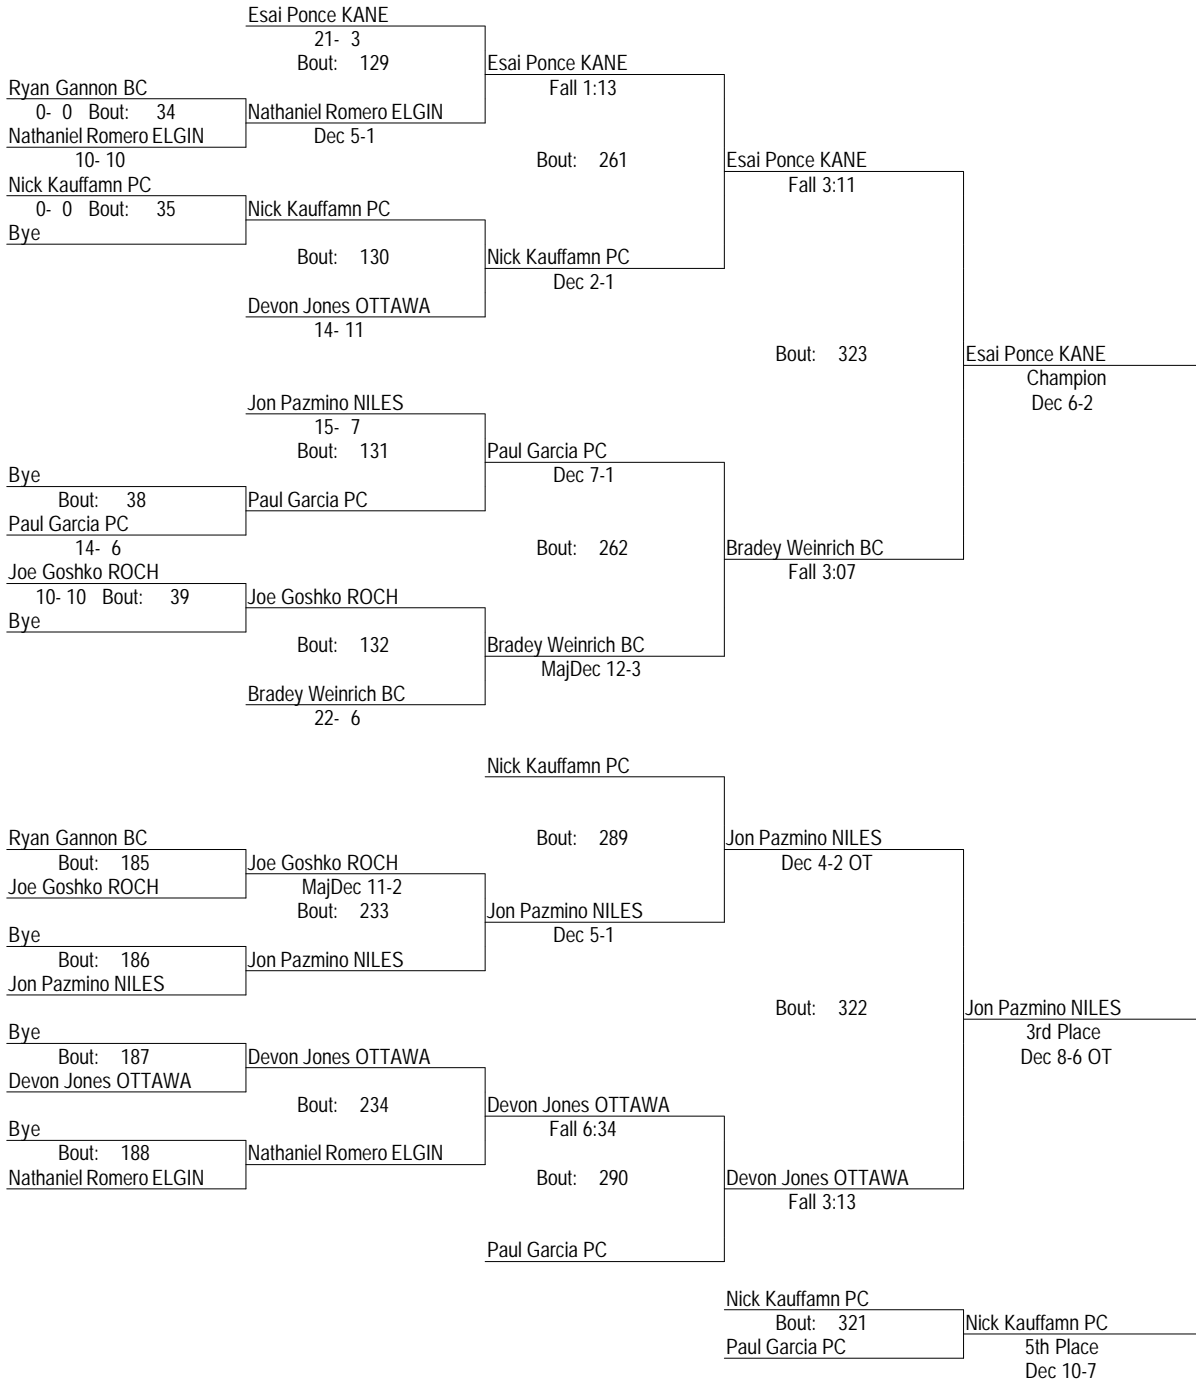 Esai Ponce KANE
21- 3
Bout: 129
Esai Ponce KANE
Fall 1:13
Ryan Gannon BC
0- 0 Bout: 34
Nathaniel Romero ELGIN
Nathaniel Romero ELGIN
Dec 5-1
10- 10
Bout: 261
Esai Ponce KANE
Fall 3:11
Nick Kauffamn PC
0- 0 Bout: 35
Nick Kauffamn PC
Bye
Bout: 130
Nick Kauffamn PC
Dec 2-1
Devon Jones OTTAWA
14- 11
Bout: 323
Esai Ponce KANE
Champion
Dec 6-2
Jon Pazmino NILES
15- 7
Bout: 131
Paul Garcia PC
Dec 7-1
Bye
Bout: 38
Paul Garcia PC
Paul Garcia PC
14- 6
Bout: 262
Bradey Weinrich BC
Fall 3:07
Joe Goshko ROCH
10- 10 Bout: 39
Joe Goshko ROCH
Bye
Bout: 132
Bradey Weinrich BC
MajDec 12-3
Bradey Weinrich BC
22- 6
Nick Kauffamn PC
Bout: 289
Jon Pazmino NILES
Dec 4-2 OT
Ryan Gannon BC
Bout: 185
Joe Goshko ROCH
Joe Goshko ROCH
MajDec 11-2
Bout: 233
Jon Pazmino NILES
Dec 5-1
Bye
Bout: 186
Jon Pazmino NILES
Jon Pazmino NILES
Bout: 322
Jon Pazmino NILES
3rd Place
Dec 8-6 OT
Bye
Bout: 187
Devon Jones OTTAWA
Devon Jones OTTAWA
Bout: 234
Devon Jones OTTAWA
Fall 6:34
Bye
Bout: 188
Nathaniel Romero ELGIN
Nathaniel Romero ELGIN
Bout: 290
Devon Jones OTTAWA
Fall 3:13
Paul Garcia PC
Nick Kauffamn PC
Bout: 321
Nick Kauffamn PC
Paul Garcia PC
5th Place
Dec 10-7